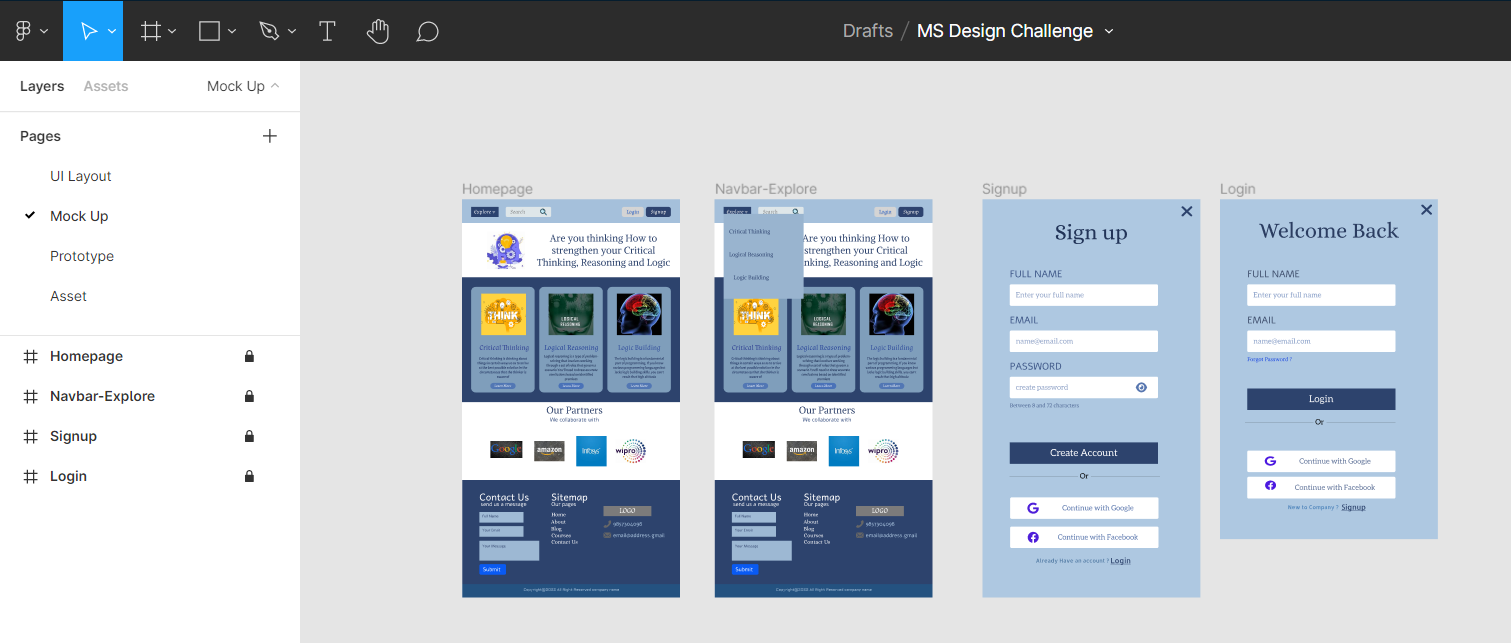 Drafts / MS Design Challenge
Layers Assets Mock Up
Pages
UI Layout
Mock Up
Prototype
Asset
Homepage
Navbar-Explore
Signup
Login
Homepage
Explore
Search
Login
Signup
Are you thinking How to
strengthen your Critical
Thinking, Reasoning and Logic
THINK
LOGICAL
REASONING
Critical Thinking
Logical Reasoning
Logic Building
Learn More
Learn More
Learn More
Our Partners
We collaborate with
Google
amazon
Infosys
wipro
Contact Us
send us a message
Full Name
Your Email
Your Message
Submit
Sitemap
Our pages
Home
About
Blog
Courses
Contact Us
LOGO
email@address.gmail
Navbar-Explore
Explore
Search
Login
Signup
Critical Thinking
Logical Reasoning
Logic Building
Are you thinking How to
strengthen your Critical
nking, Reasoning and Logic
THINK
LOGICAL
REASONING
Critical Thinking
Logical Reasoning
Logic Building
Learn More
Learn More
Learn More
Our Partners
We collaborate with
Google
amazon
Infosys
wipro
Contact Us
send us a message
Full Name
Your Email
Your Message
Submit
Sitemap
Our pages
Home
About
Blog
Courses
Contact Us
LOGO
email@address.gmail
Signup
Sign up
FULL NAME
Enter your full name
EMAIL
name@email.com
PASSWORD
create password
Between 8 and 72 characters
Create Account
Or
Continue with Google
Continue with Facebook
Already Have an account ? Login
Login
Welcome Back
FULL NAME
Enter your full name
EMAIL
name@email.com
Forgot Password ?
Login
Or
Continue with Google
Continue with Facebook
New to Company ? Signup